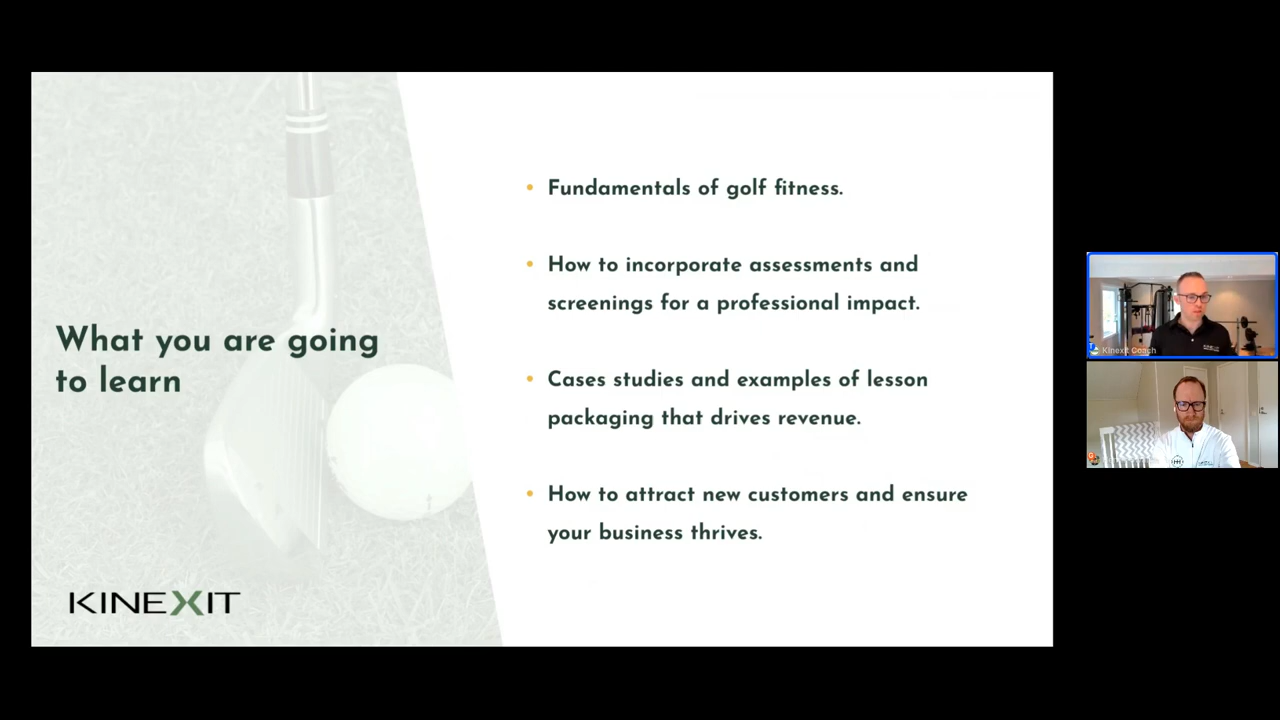 What you are going
to learn
• Fundamentals of golf fitness.
• How to incorporate assessments and
screenings for a professional impact.
• Cases studies and examples of lesson
packaging that drives revenue.
• How to attract new customers and ensure
your business thrives.
KINEXIT
Kinexit Coach